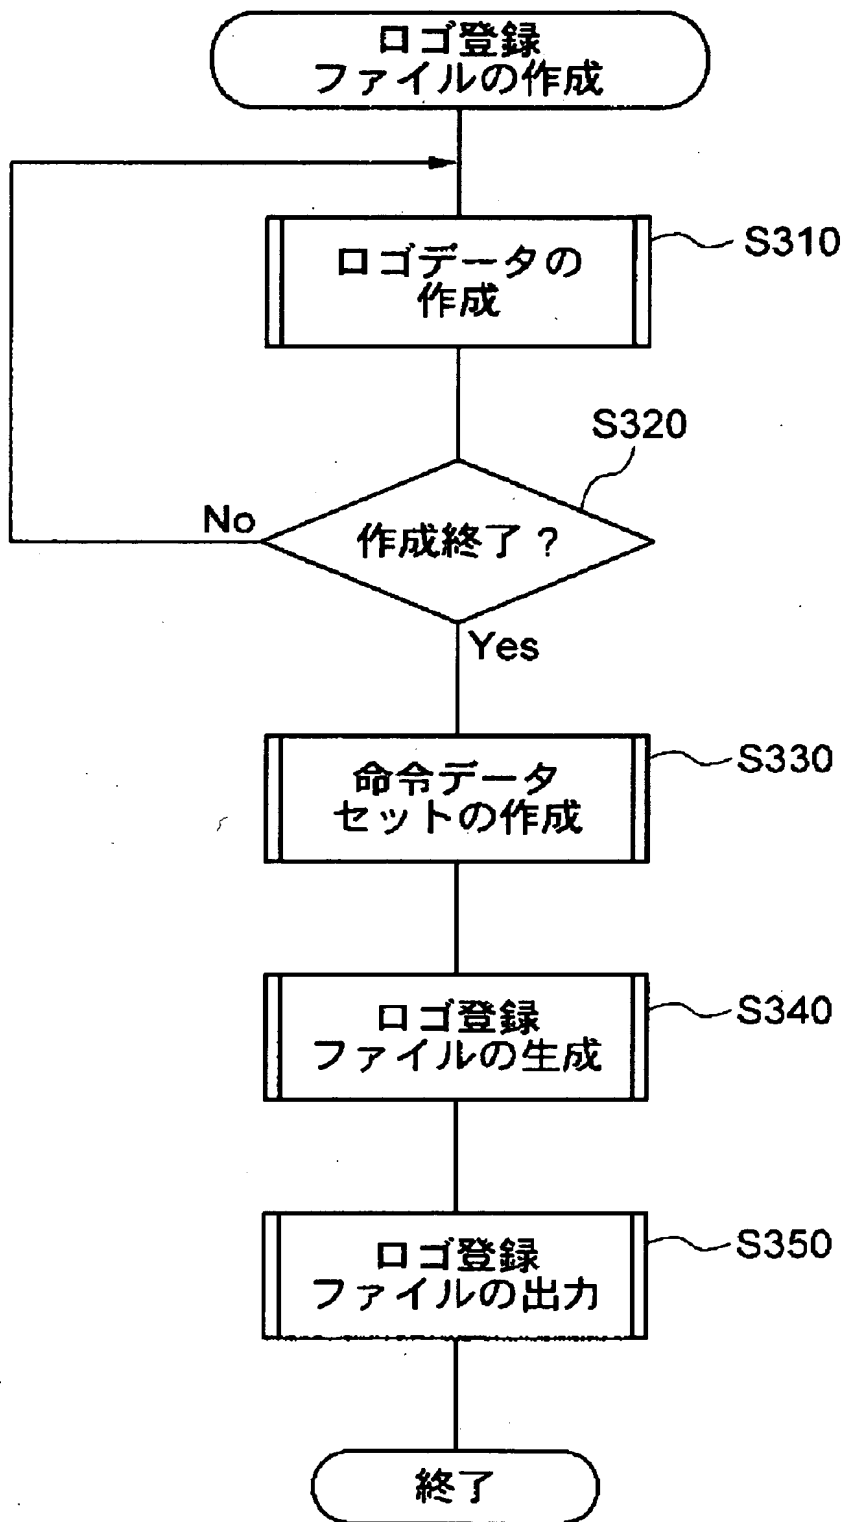 ロゴ登録
ファイルの作成
ロゴデータの
作成
S310
S320
作成終了?
No
Yes
命令データ
セットの作成
S330
ロゴ登録
ファイルの生成
S340
ロゴ登録
ファイルの出力
S350
終了